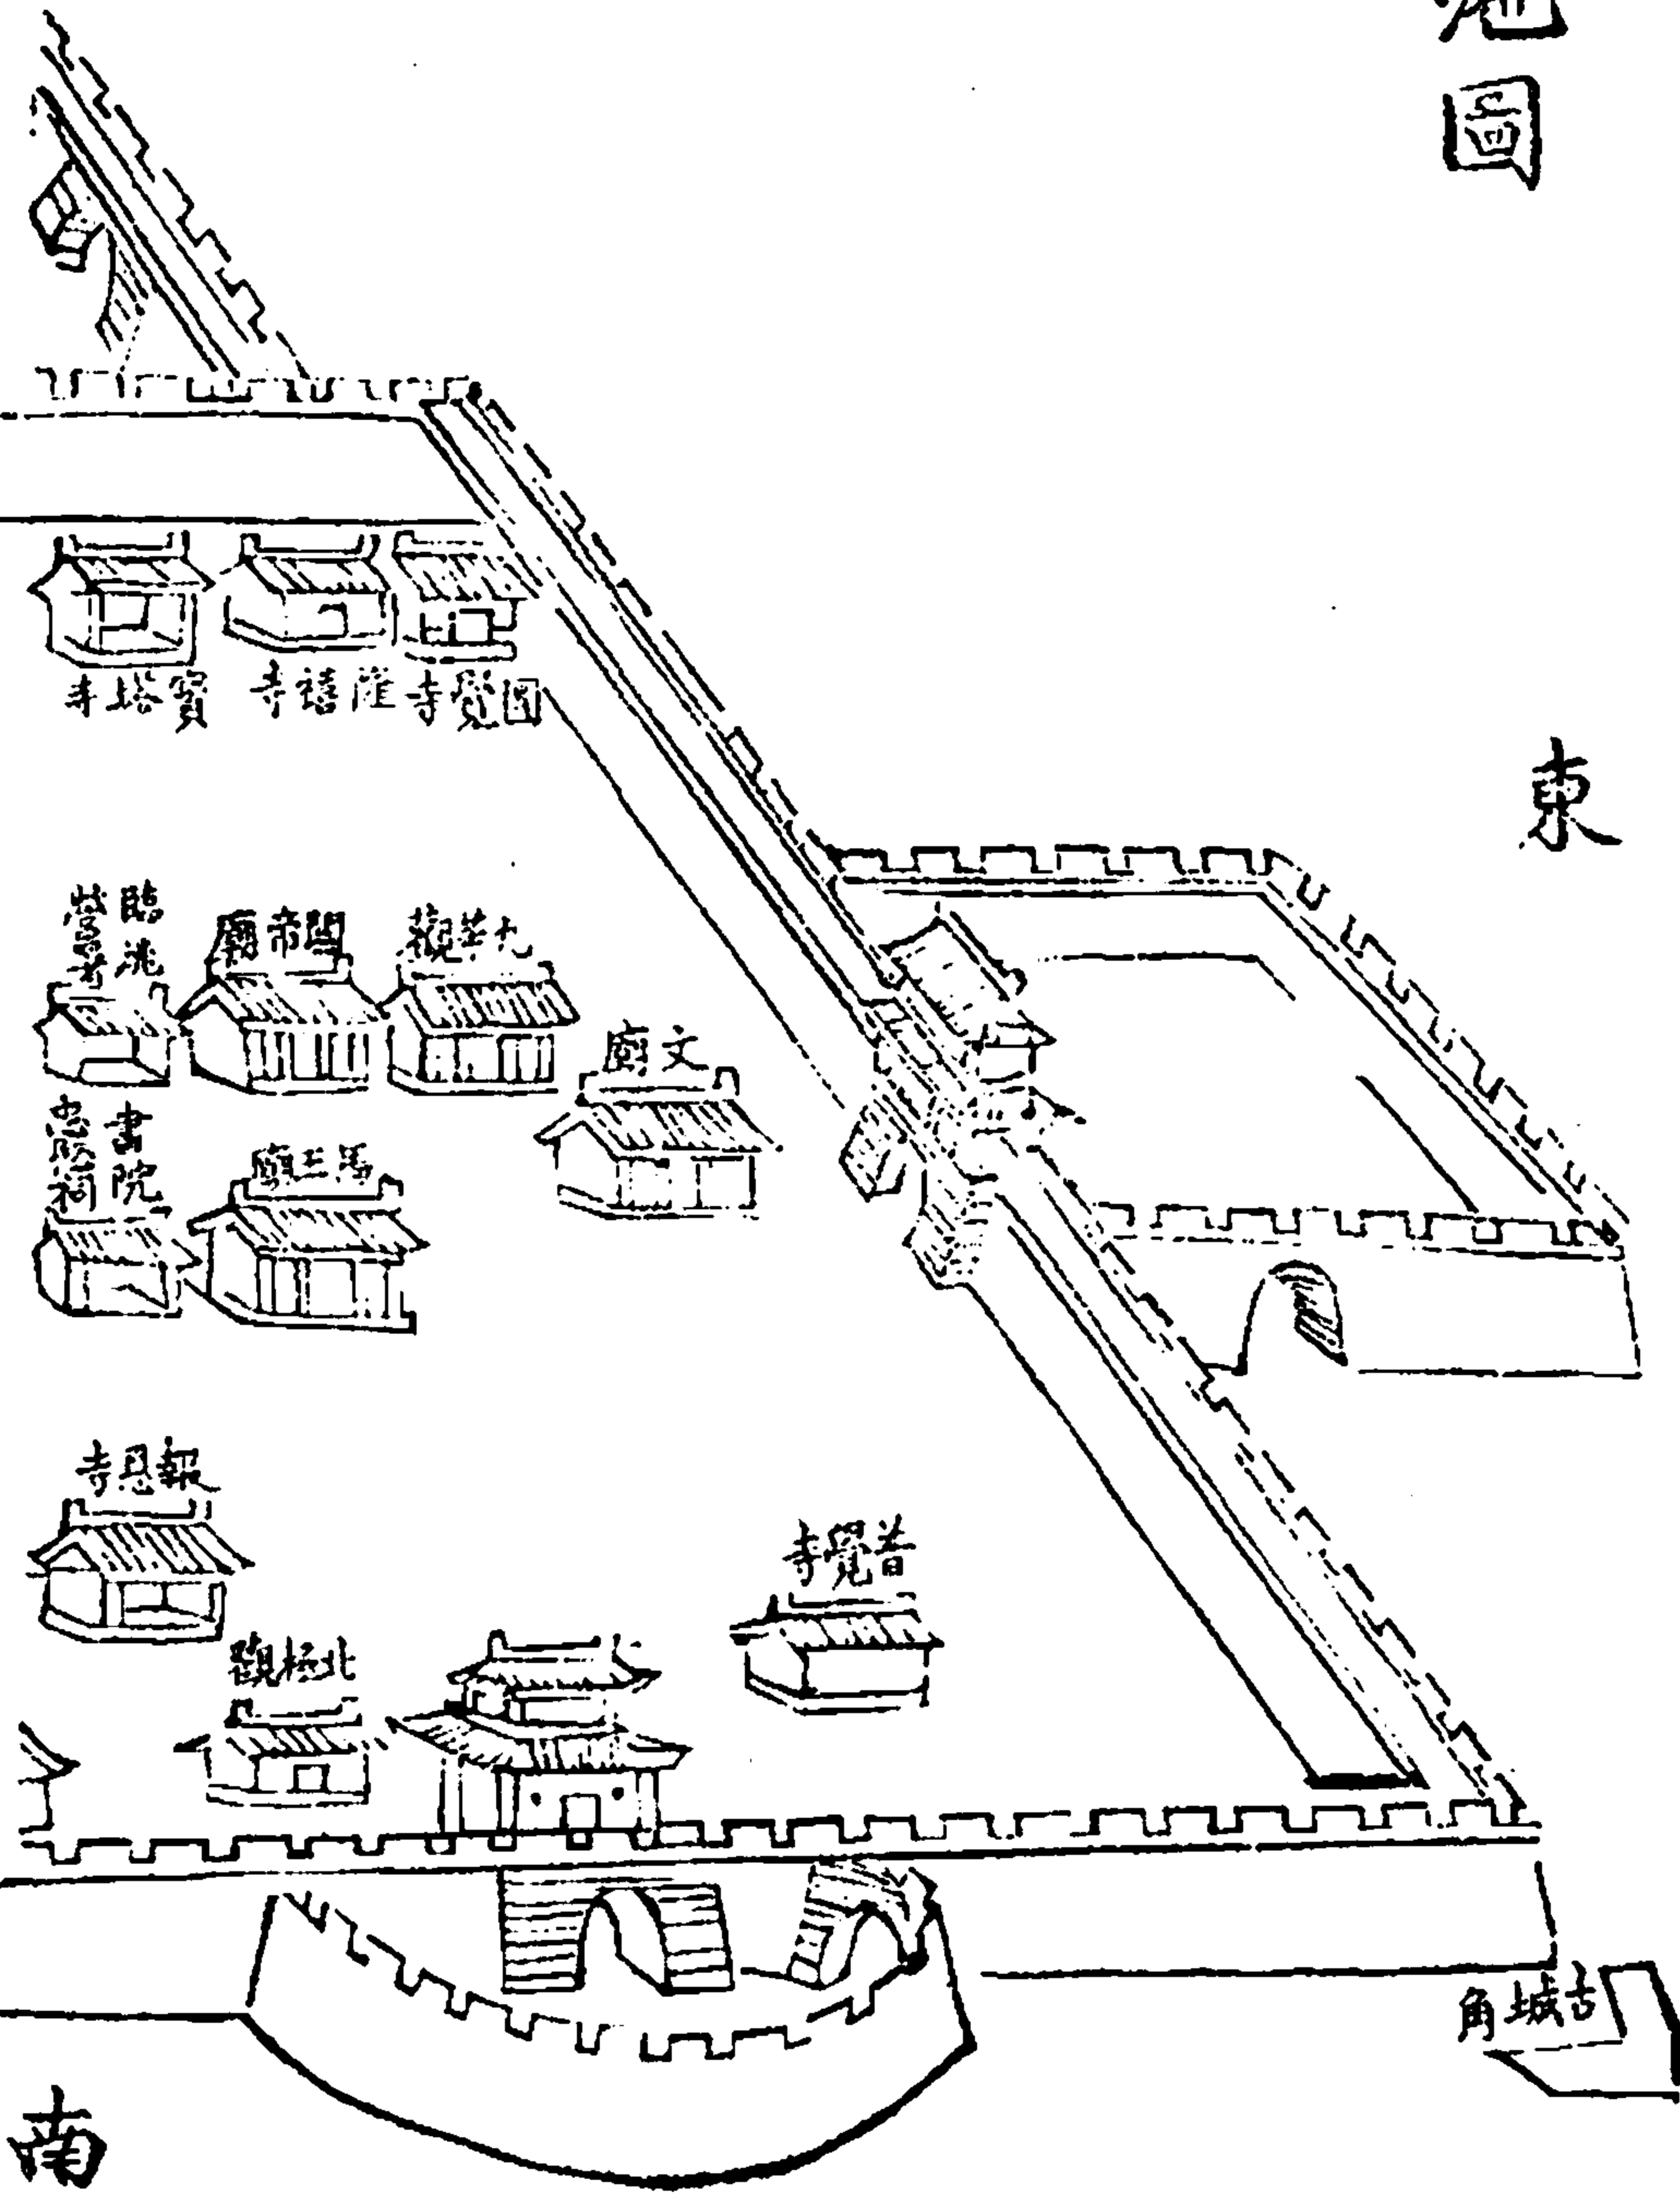 圖
圓覺寺
隆禧寺
寶塔寺
東
九華觀
關帝廟
臨洮
文廟
馬王廟
書院
報恩寺
普覺寺
北極觀
古城角
南